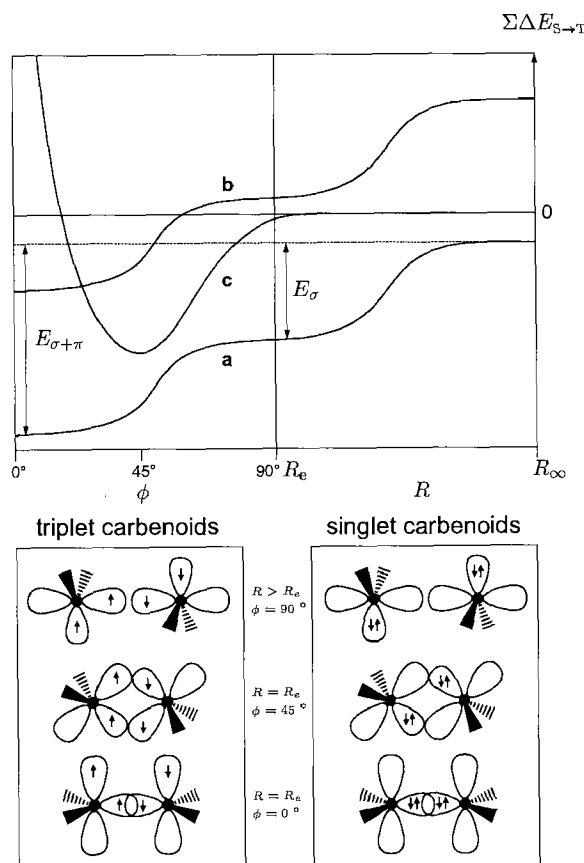 ΣΔE_S→T
b
0
c
E_σ
E_σ+π
a
0° 45° 90° R_e R_∞
ϕ R
triplet carbenoids singlet carbenoids
R > R_e
ϕ = 90 °
R = R_e
ϕ = 45 °
R = R_e
ϕ = 0 °